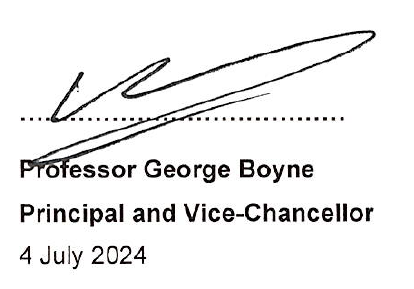 Professor George Boyne
Principal and Vice-Chancellor
4 July 2024